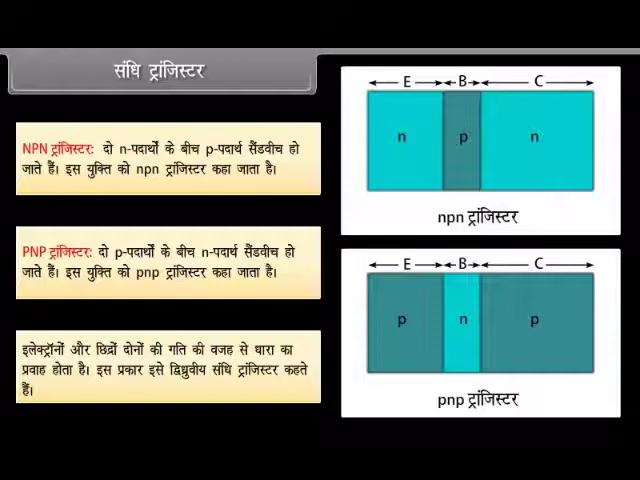 संधि ट्रांजिस्टर
NPN ट्रांजिस्टर: दो n-पदार्थो के बीच p-पदार्थ सैंडवीच हो
जाते हैं। इस युक्ति को npn ट्रांजिस्टर कहा जाता है।
PNP ट्रांजिस्टर: दो p-पदार्थों के बीच n-पदार्थ सैंडवीच हो
जाते हैं। इस युक्ति को pnp ट्रांजिस्टर कहा जाता है।
इलेक्ट्रॉनों और छिद्रों दोनों की गति की वजह से धारा का
प्रवाह होता है। इस प्रकार इसे द्विध्रुवीय संधि ट्रांजिस्टर कहते
हैं।
E B C
n p n
npn ट्रांजिस्टर
E B C
p n p
pnp ट्रांजिस्टर